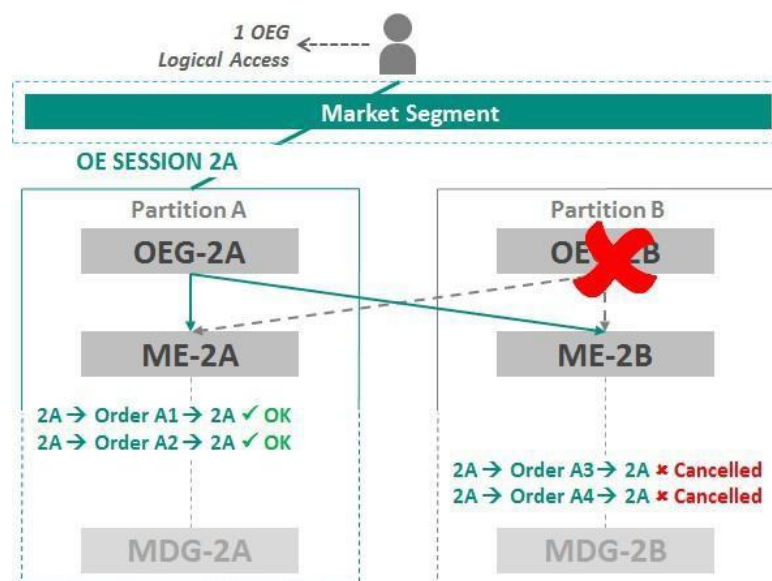 1 OEG
Logical Access
Market Segment
OE SESSION 2A
Partition A
Partition B
OEG-2A
ME-2A
ME-2B
2A → Order A1 → 2A ✓ OK
2A → Order A2 → 2A ✓ OK
2A → Order A3 → 2A ✘ Cancelled
2A → Order A4 → 2A ✘ Cancelled
MDG-2A
MDG-2B